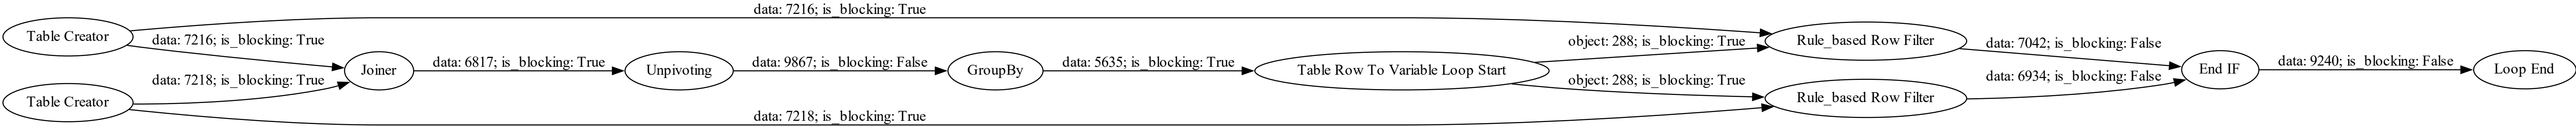 data: 7216; is_blocking: True
Table Creator
data: 7216; is_blocking: True
object: 288; is_blocking: True
Rule_based Row Filter
data: 7042; is_blocking: False
Joiner
data: 6817; is_blocking: True
Unpivoting
data: 9867; is_blocking: False
GroupBy
data: 5635; is_blocking: True
Table Row To Variable Loop Start
End IF
data: 9240; is_blocking: False
Loop End
data: 7218; is_blocking: True
object: 288; is_blocking: True
data: 6934; is_blocking: False
Table Creator
Rule_based Row Filter
data: 7218; is_blocking: True